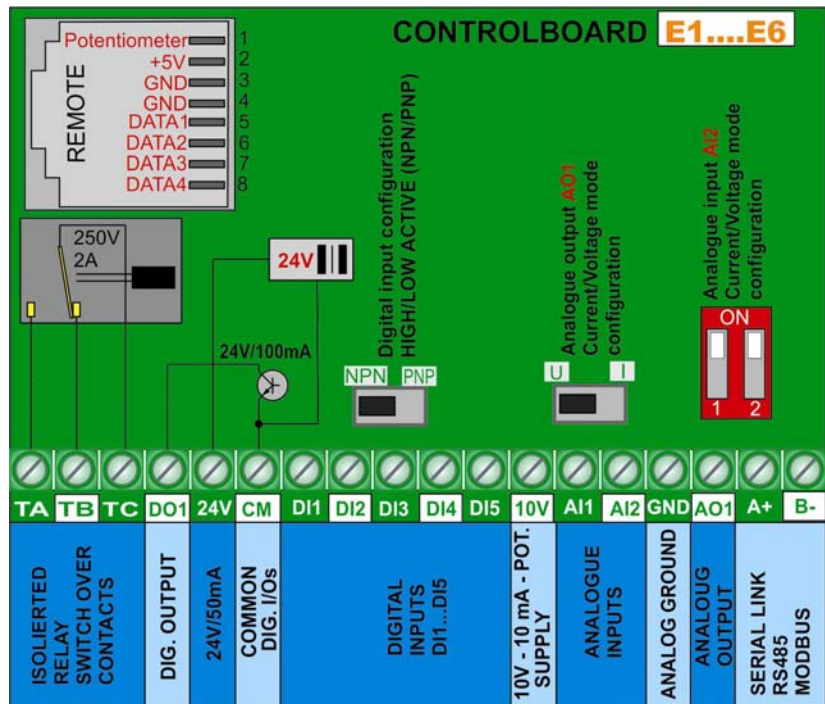 CONTROLBOARD E1....E6
Potentiometer 1
+5V 2
GND 3
GND 4
DATA1 5
DATA2 6
DATA3 7
DATA4 8
REMOTE
250V
2A
24V
24V/100mA
Digital input configuration
HIGH/LOW ACTIVE (NPN/PNP)
NPN PNP
Analogue output AO1
Current/Voltage mode
configuration
U I
Analogue input AI2
Current/Voltage mode
configuration
ON
1 2
TA TB TC DO1 24V CM DI1 DI2 DI3 DI4 DI5 10V AI1 AI2 GND AO1 A+ B-
ISOLIERTED
RELAY
SWITCH OVER
CONTACTS
DIG. OUTPUT
24V/50mA
COMMON
DIG. I/Os
DIGITAL
INPUTS
DI1...DI5
10V - 10 mA - POT.
SUPPLY
ANALOGUE
INPUTS
ANALOG GROUND
ANALOUG
OUTPUT
SERIAL LINK
RS485
MODBUS